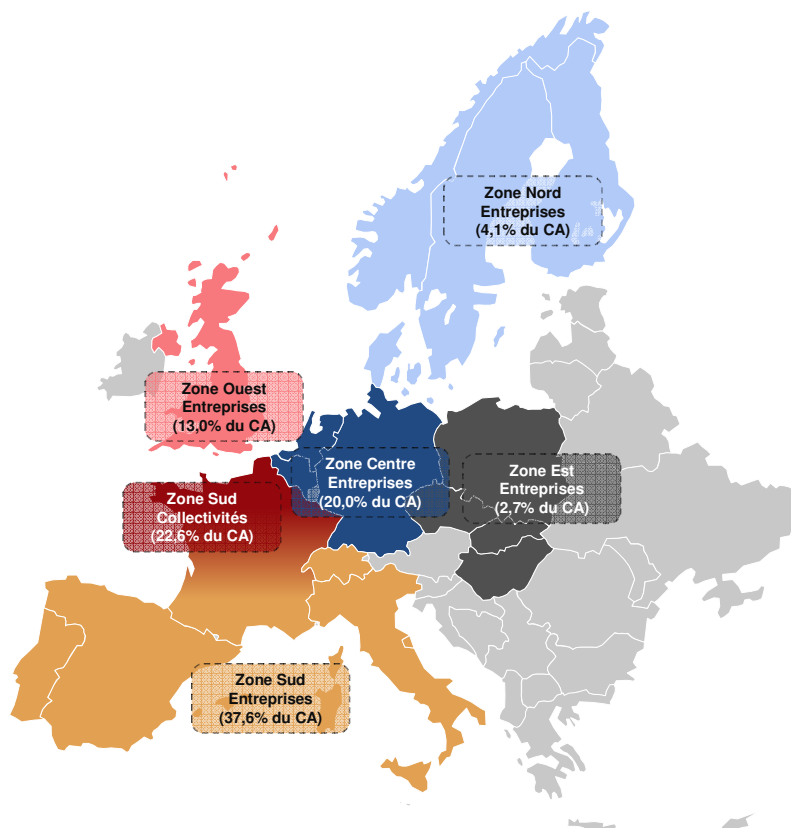 Zone Nord
Entreprises
(4,1% du CA)
Zone Ouest
Entreprises
(13,0% du CA)
Zone Centre
Entreprises
(20,0% du CA)
Zone Est
Entreprises
(2,7% du CA)
Zone Sud
Collectivités
(22,6% du CA)
Zone Sud
Entreprises
(37,6% du CA)